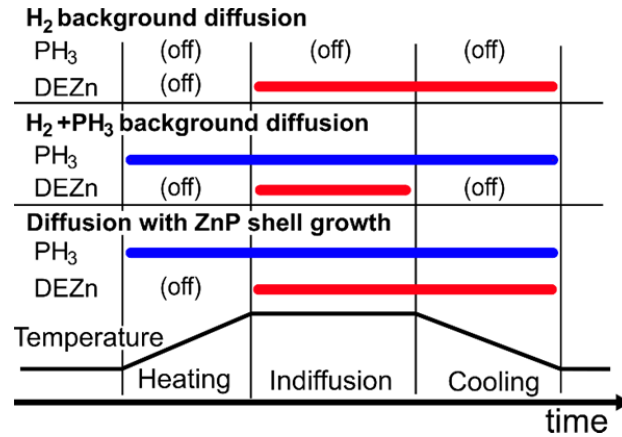 H₂ background diffusion
PH₃ (off) (off) (off)
DEZn (off)
H₂+PH₃ background diffusion
PH₃
DEZn (off) (off)
Diffusion with ZnP shell growth
PH₃
DEZn (off)
Temperature
Heating Indiffusion Cooling
time